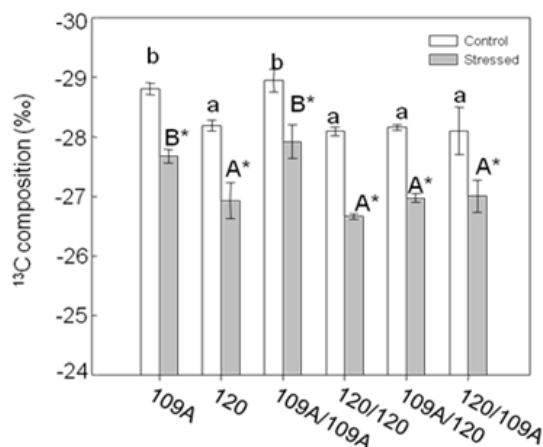 -30
-29
-28
-27
-26
-25
-24
¹³C composition (‰)
Control
Stressed
b
B*
a
A*
b
B*
a
A*
a
A*
a
A*
109A
120
109A/109A
120/120
109A/120
120/109A